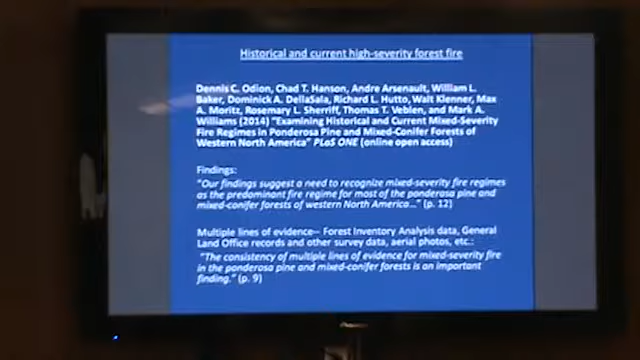 Historical and current high-severity forest fire
Dennis C. Odion, Chad T. Hanson, Andre Arsenault, William L.
Baker, Dominick A. DellaSala, Richard L. Hutto, Walt Klenner, Max
A. Moritz, Rosemary L. Sherriff, Thomas T. Veblen, and Mark A.
Williams (2014) "Examining Historical and Current Mixed-Severity
Fire Regimes in Ponderosa Pine and Mixed-Conifer Forests of
Western North America" PLoS ONE (online open access)
Findings:
"Our findings suggest a need to recognize mixed-severity fire regimes
as the predominant fire regime for most of the ponderosa pine and
mixed-conifer forests of western North America..." (p. 12)
Multiple lines of evidence-- Forest Inventory Analysis data, General
Land Office records and other survey data, aerial photos, etc.:
"The consistency of multiple lines of evidence for mixed-severity fire
in the ponderosa pine and mixed-conifer forests is an important
finding." (p. 9)